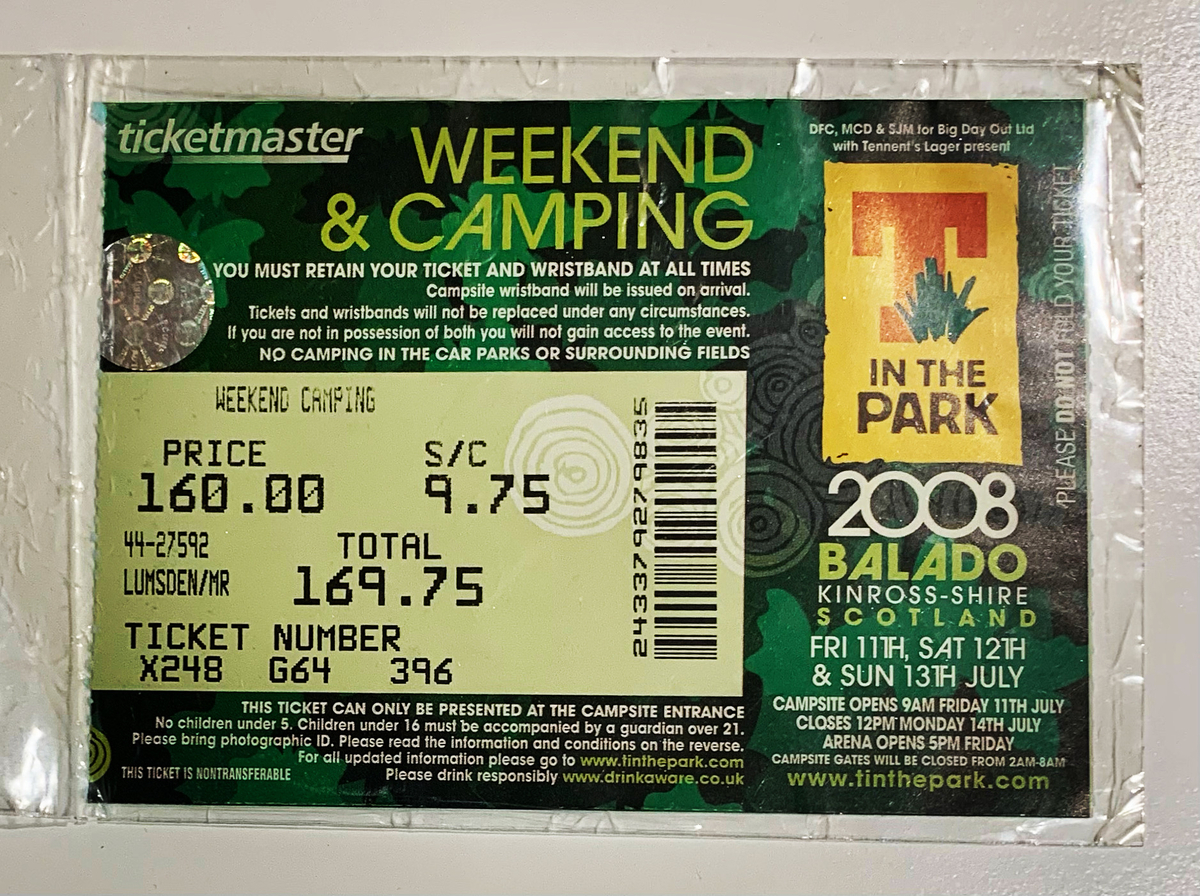 ticketmaster
WEEKEND
& CAMPING
YOU MUST RETAIN YOUR TICKET AND WRISTBAND AT ALL TIMES
Campsite wristband will be issued on arrival.
Tickets and wristbands will not be replaced under any circumstances.
If you are not in possession of both you will not gain access to the event.
NO CAMPING IN THE CAR PARKS OR SURROUNDING FIELDS
WEEKEND CAMPING
PRICE S/C
160.00 9.75
44-27592 TOTAL
LUMSDEN/MR 169.75
TICKET NUMBER
X248 G64 396
243379279835
THIS TICKET CAN ONLY BE PRESENTED AT THE CAMPSITE ENTRANCE
No children under 5. Children under 16 must be accompanied by a guardian over 21.
Please bring photographic ID. Please read the information and conditions on the reverse.
For all updated information please go to www.tinthepark.com
THIS TICKET IS NONTRANSFERABLE
Please drink responsibly www.drinkaware.co.uk
DFC, MCD & SJM for Big Day Out Ltd
with Tennent's Lager present
T
IN THE
PARK
2008
BALADO
KINROSS-SHIRE
SCOTLAND
FRI 11TH, SAT 12TH
& SUN 13TH JULY
CAMPSITE OPENS 9AM FRIDAY 11TH JULY
CLOSES 12PM MONDAY 14TH JULY
ARENA OPENS 5PM FRIDAY
CAMPSITE GATES WILL BE CLOSED FROM 2AM-8AM
www.tinthepark.com
PLEASE DO NOT FOLD YOUR TICKET